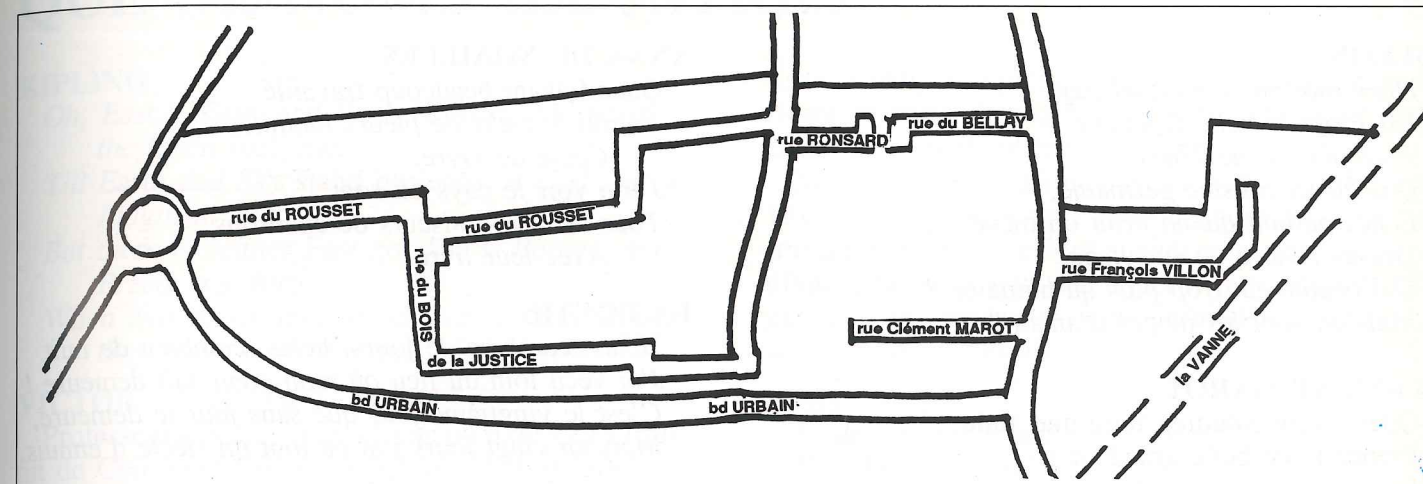 rue RONSARD
rue du BELLAY
rue du ROUSSET
rue du ROUSSET
rue François VILLON
rue du BOIS
rue Clément MAROT
la VANNE
de la JUSTICE
bd URBAIN
bd URBAIN